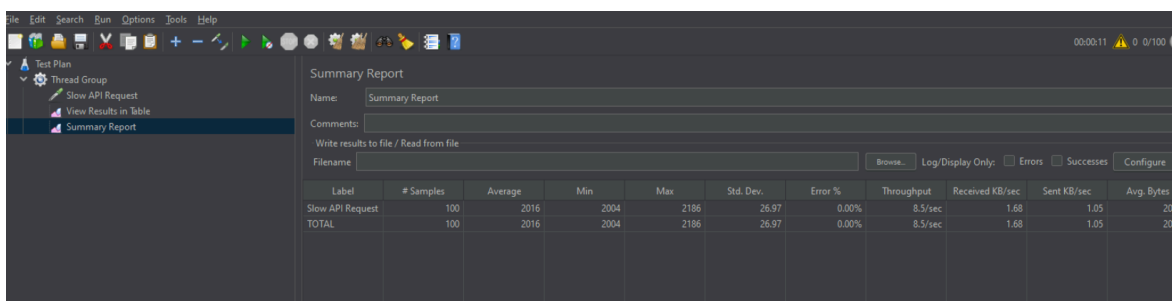 File Edit Search Run Options Tools Help
00:00:11 0 0/100
Test Plan
Thread Group
Slow API Request
View Results in Table
Summary Report
Summary Report
Name: Summary Report
Comments:
Write results to file / Read from file
Filename Browse... Log/Display Only: Errors Successes Configure
Label # Samples Average Min Max Std. Dev. Error % Throughput Received KB/sec Sent KB/sec Avg. Bytes
Slow API Request 100 2016 2004 2186 26.97 0.00% 8.5/sec 1.68 1.05 20
TOTAL 100 2016 2004 2186 26.97 0.00% 8.5/sec 1.68 1.05 20